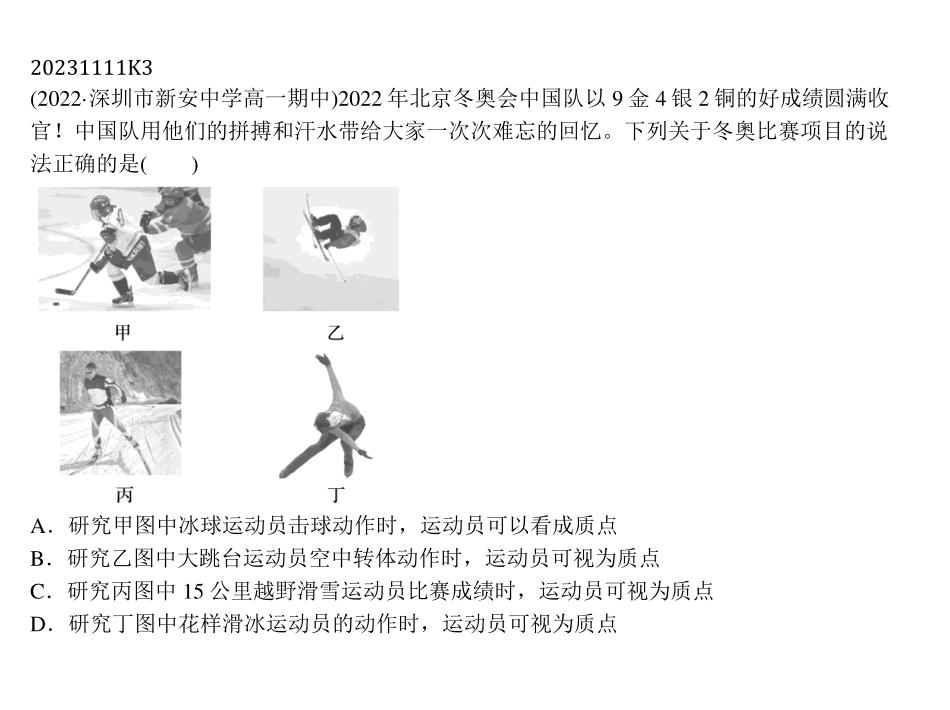 20231111K3
(2022·深圳市新安中学高一期中)2022 年北京冬奥会中国队以 9 金 4 银 2 铜的好成绩圆满收
官！中国队用他们的拼搏和汗水带给大家一次次难忘的回忆。下列关于冬奥比赛项目的说
法正确的是(　　)
甲 乙
丙 丁
A．研究甲图中冰球运动员击球动作时，运动员可以看成质点
B．研究乙图中大跳台运动员空中转体动作时，运动员可视为质点
C．研究丙图中 15 公里越野滑雪运动员比赛成绩时，运动员可视为质点
D．研究丁图中花样滑冰运动员的动作时，运动员可视为质点